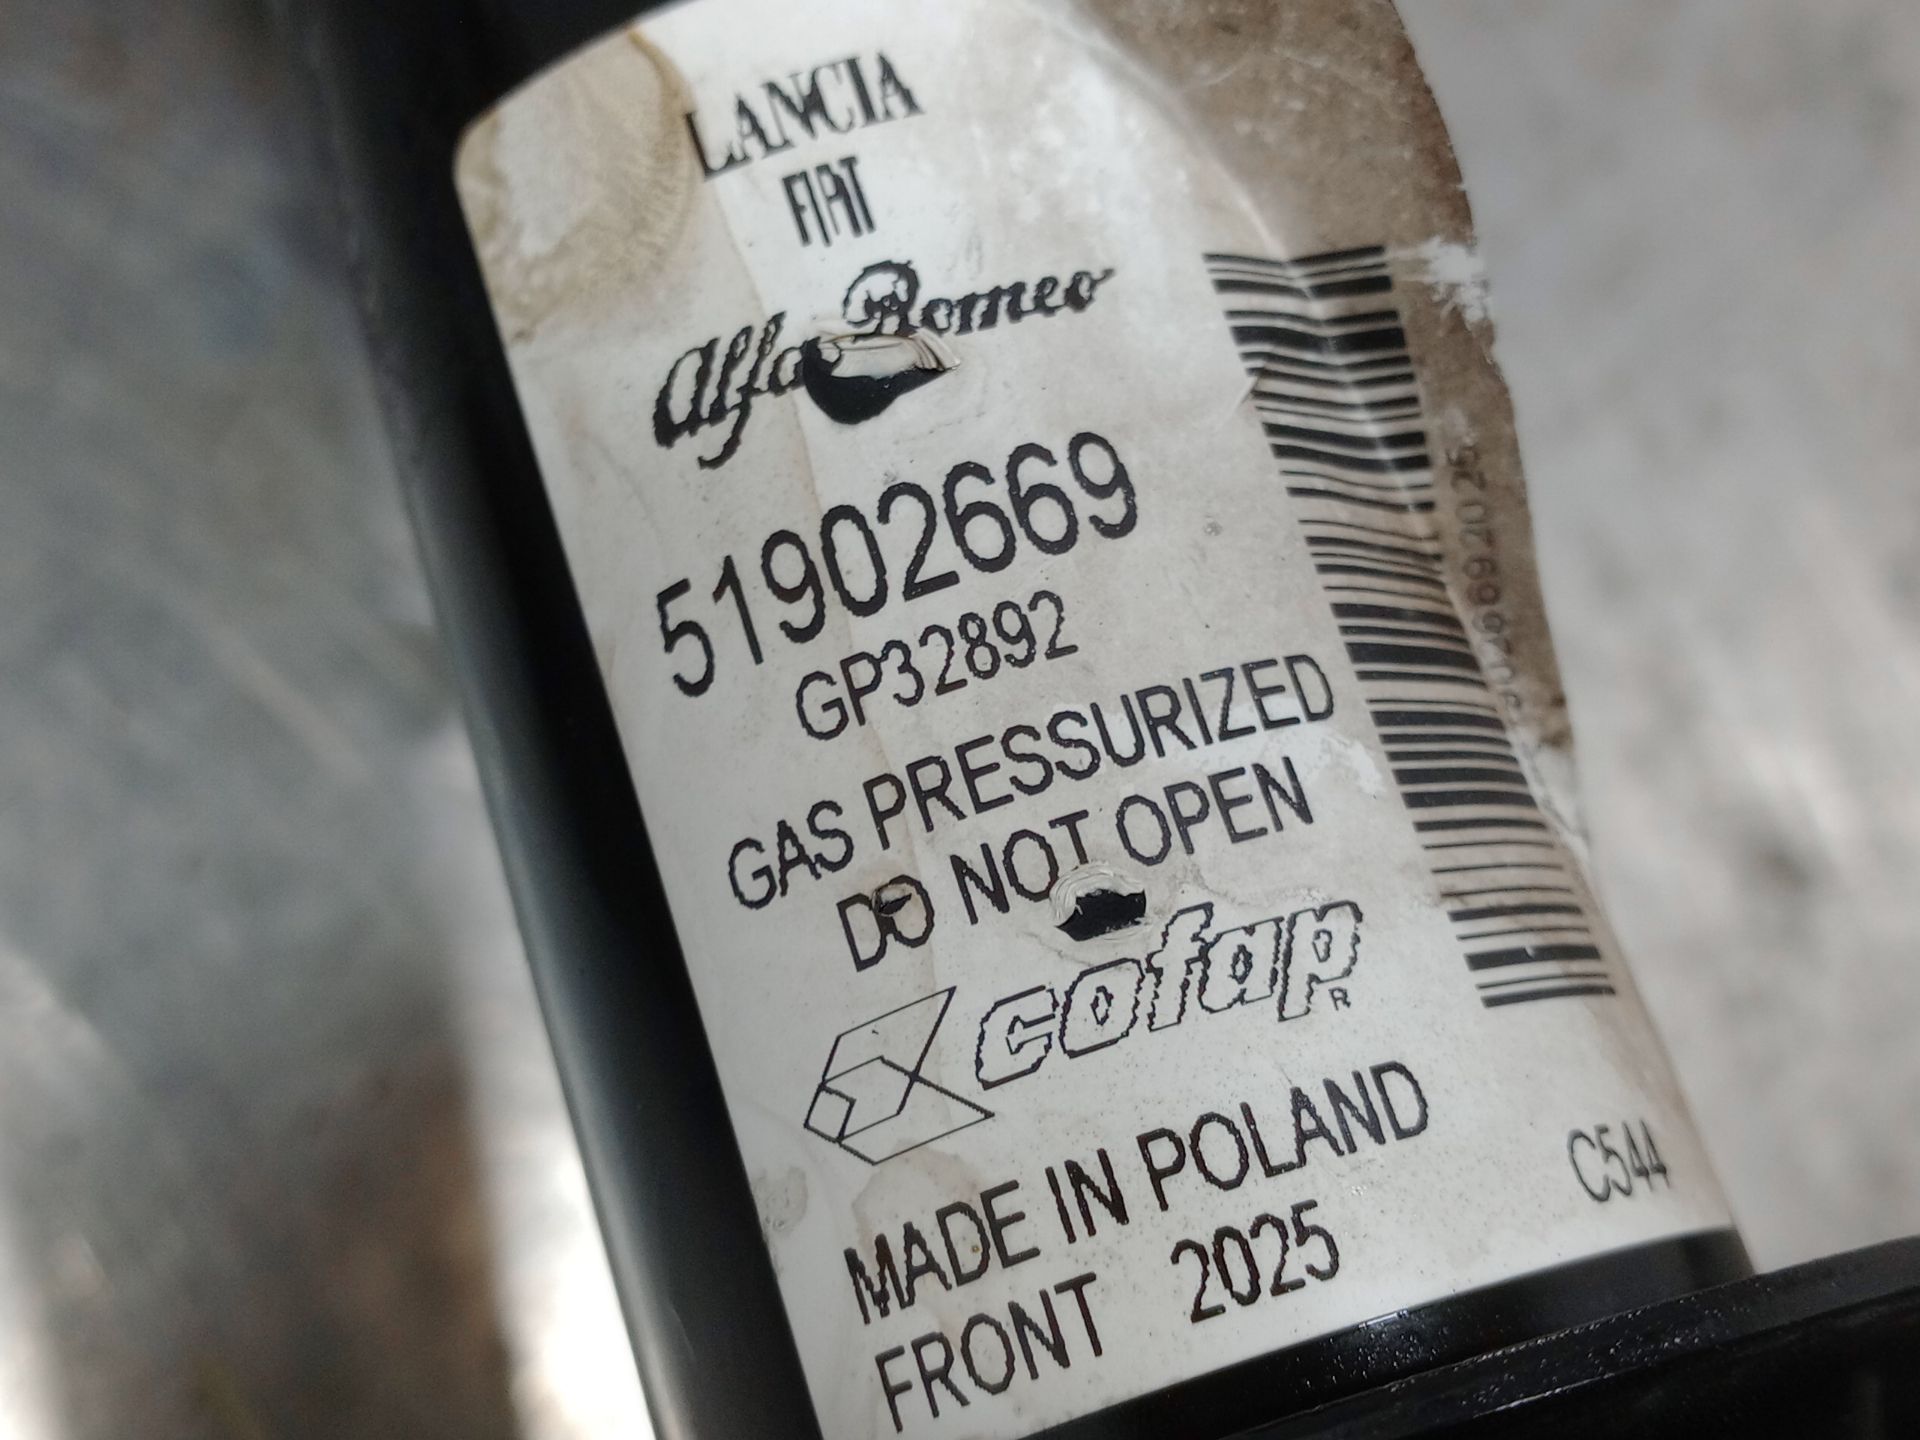 LANCIA
FIAT
Alfa Romeo
51902669
GP32892
GAS PRESSURIZED
DO NOT OPEN
cofap
R
MADE IN POLAND
FRONT 2025
C544